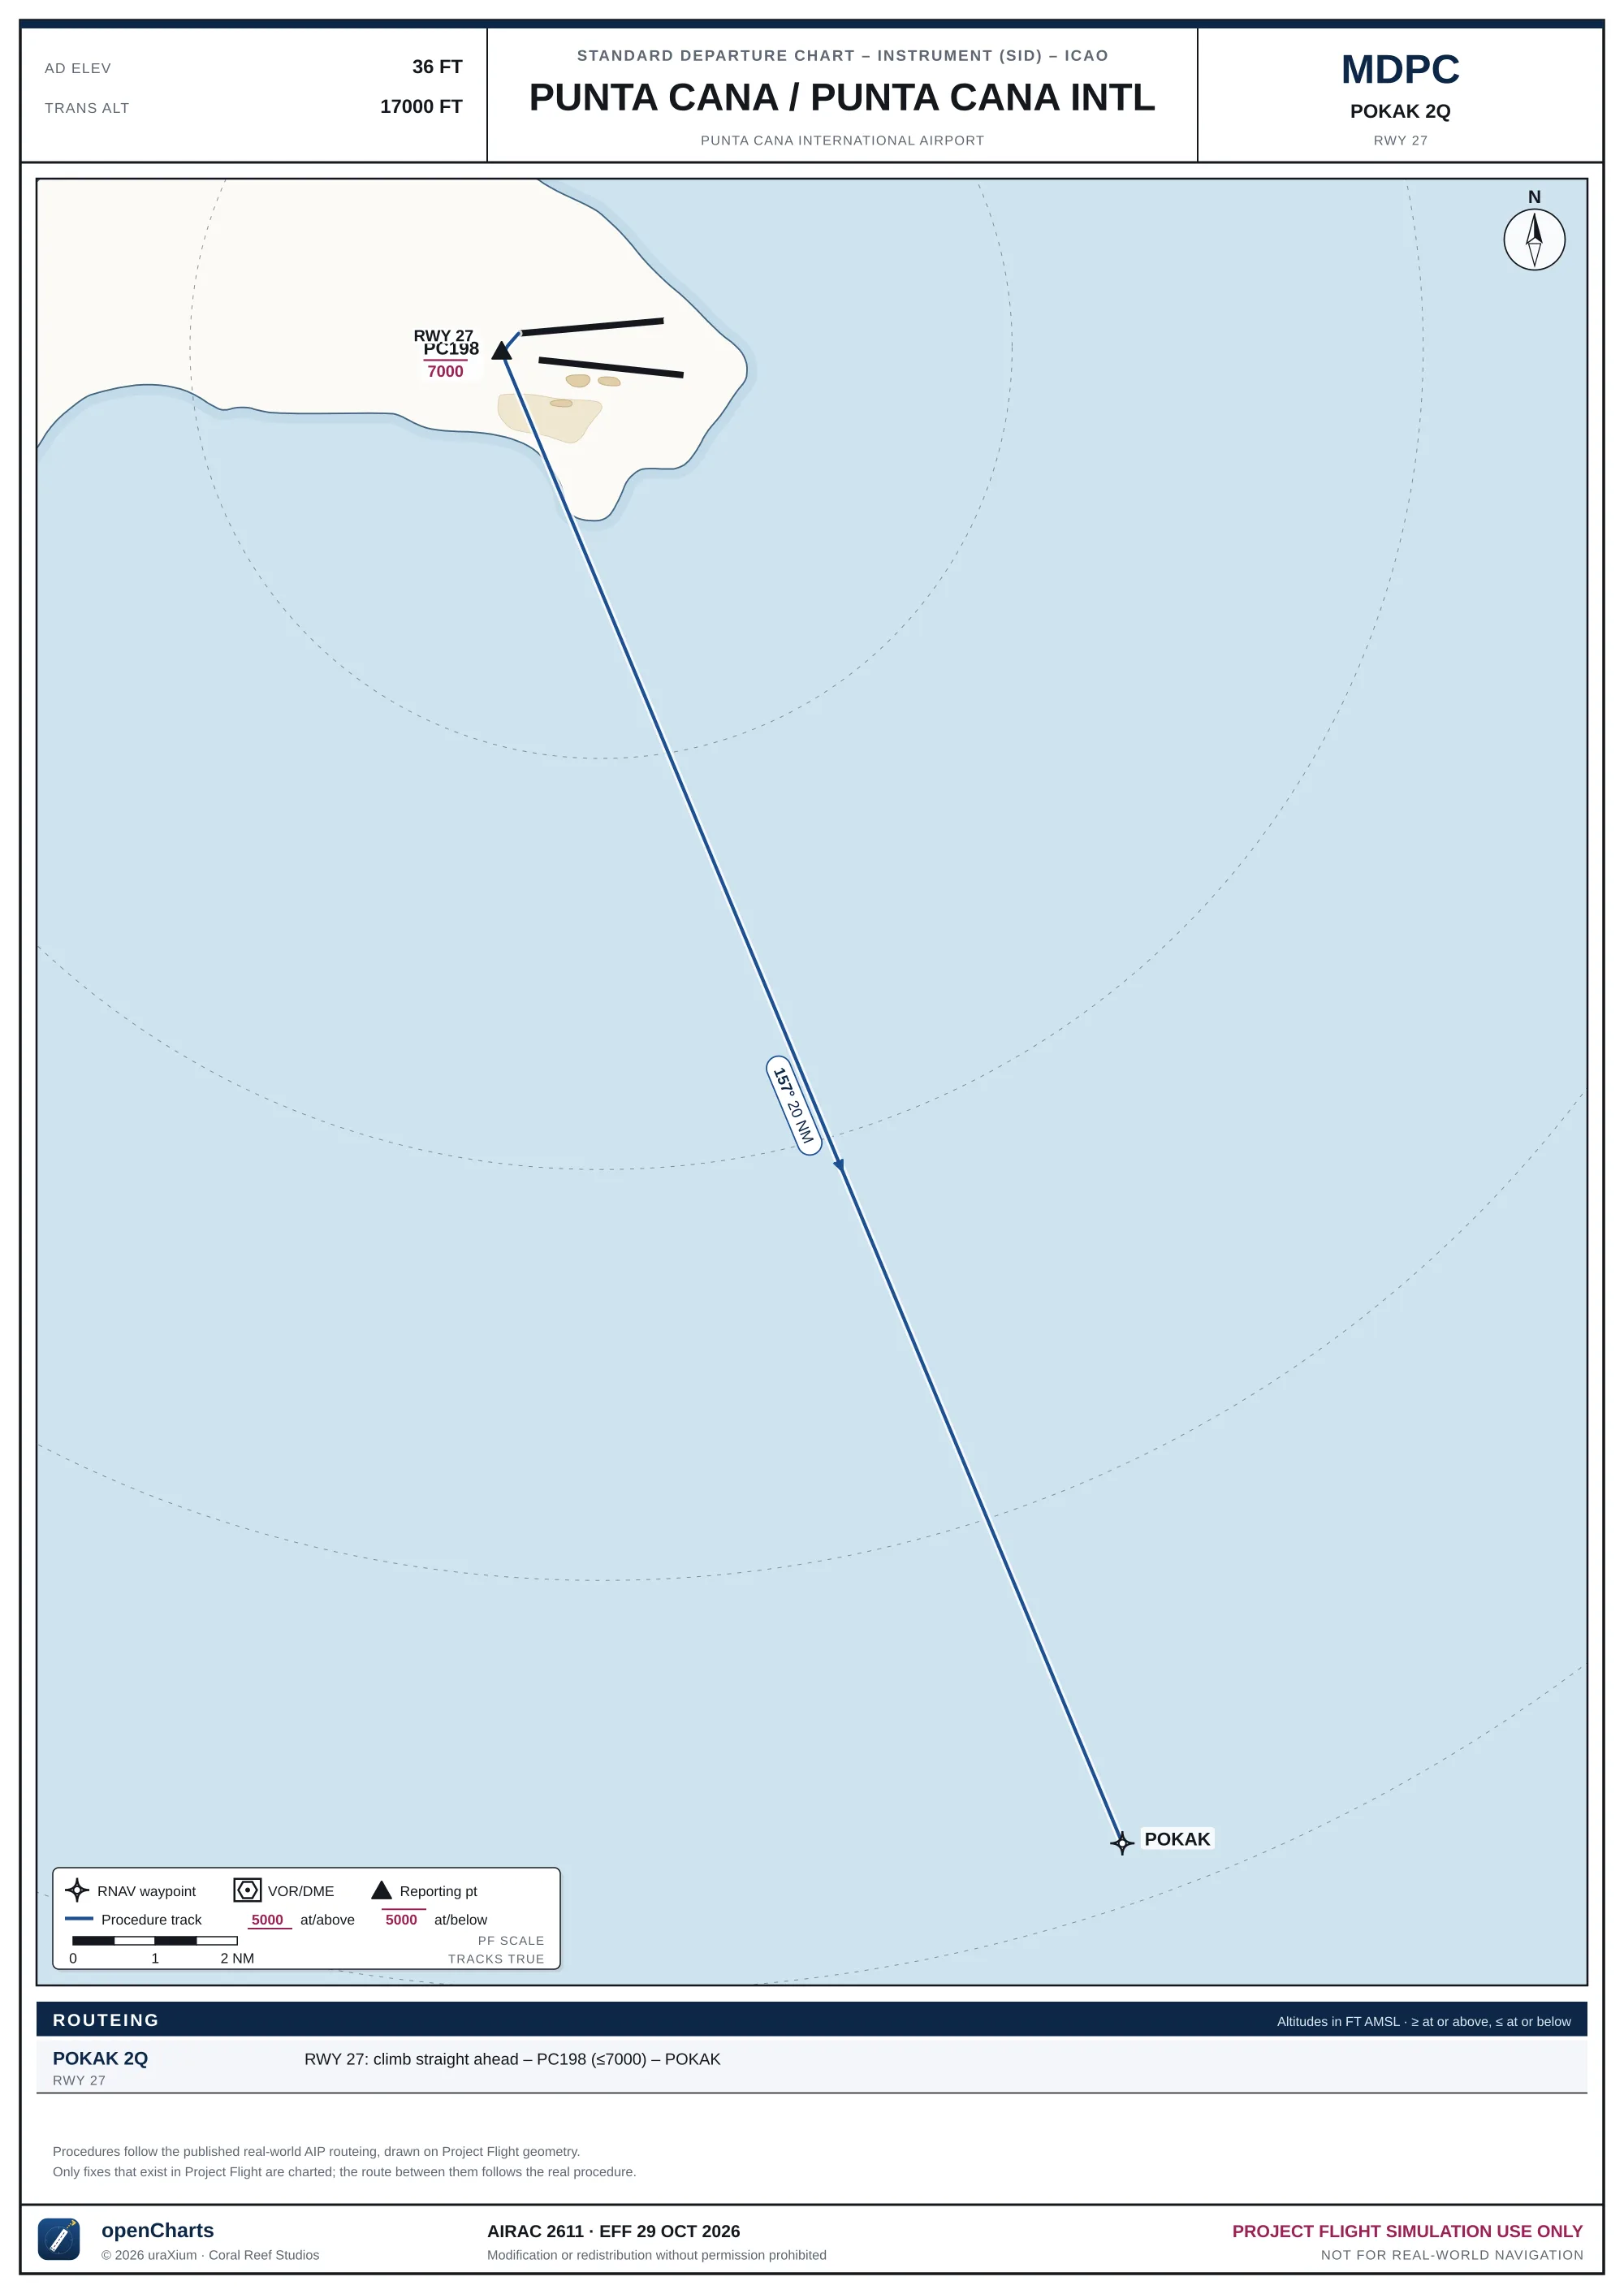 AD ELEV 36 FT
TRANS ALT 17000 FT
STANDARD DEPARTURE CHART – INSTRUMENT (SID) – ICAO
PUNTA CANA / PUNTA CANA INTL
PUNTA CANA INTERNATIONAL AIRPORT
MDPC
POKAK 2Q
RWY 27
N
RWY 27
PC198
7000
157° 20 NM
POKAK
RNAV waypoint VOR/DME Reporting pt
Procedure track 5000 at/above 5000 at/below
PF SCALE
0 1 2 NM TRACKS TRUE
ROUTEING Altitudes in FT AMSL · ≥ at or above, ≤ at or below
POKAK 2Q RWY 27: climb straight ahead – PC198 (≤7000) – POKAK
RWY 27
Procedures follow the published real-world AIP routeing, drawn on Project Flight geometry.
Only fixes that exist in Project Flight are charted; the route between them follows the real procedure.
openCharts
© 2026 uraXium · Coral Reef Studios
AIRAC 2611 · EFF 29 OCT 2026
Modification or redistribution without permission prohibited
PROJECT FLIGHT SIMULATION USE ONLY
NOT FOR REAL-WORLD NAVIGATION